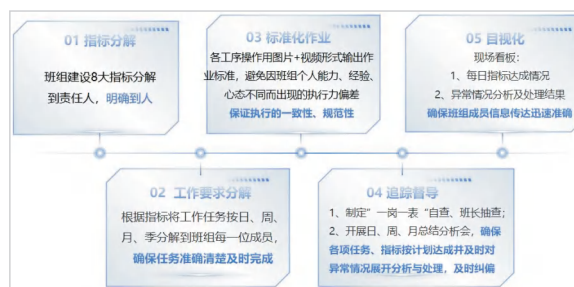 01 指标分解
班组建设8大指标分解
到责任人，明确到人
02 工作要求分解
根据指标将工作任务按日、周、
月、季分解到班组每一位成员，
确保任务准确清楚及时完成
03 标准化作业
各工序操作用图片+视频形式输出作
业标准，避免因班组个人能力、经验、
心态不同而出现的执行力偏差
保证执行的一致性、规范性
04 追踪督导
1、制定“一岗一表“自查、班长抽查；
2、开展日、周、月总结分析会，确保
各项任务、指标按计划达成并及时对
异常情况展开分析与处理，及时纠偏
05 目视化
现场看板：
1、每日指标达成情况
2、异常情况分析及处理结果
确保班组成员信息传达迅速准确